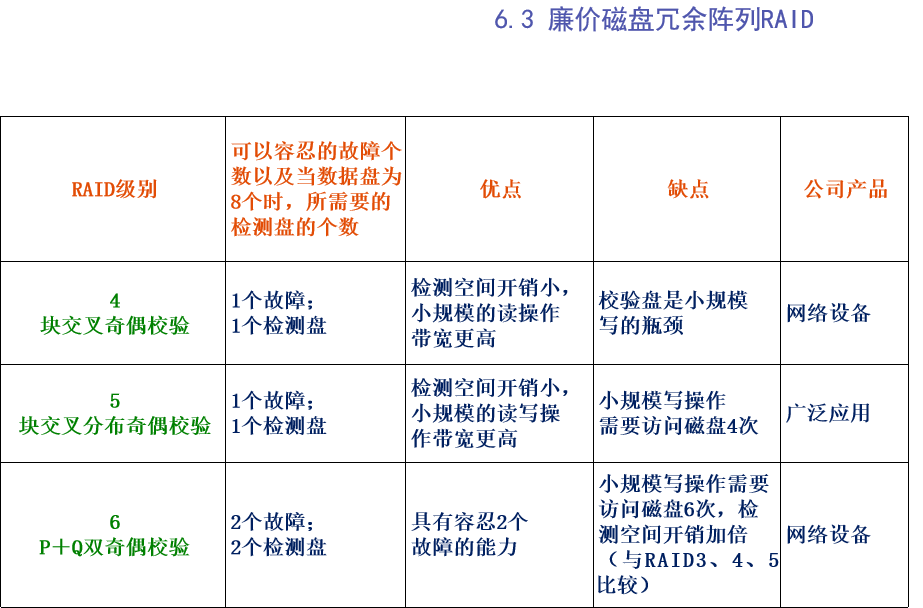 6.3 廉价磁盘冗余阵列RAID
RAID级别
可以容忍的故障个
数以及当数据盘为
8个时，所需要的
检测盘的个数
优点
缺点
公司产品
4
块交叉奇偶校验
1个故障；
1个检测盘
检测空间开销小，
小规模的读操作
带宽更高
校验盘是小规模
写的瓶颈
网络设备
5
块交叉分布奇偶校验
1个故障；
1个检测盘
检测空间开销小，
小规模的读写操
作带宽更高
小规模写操作
需要访问磁盘4次
广泛应用
6
P＋Q双奇偶校验
2个故障；
2个检测盘
具有容忍2个
故障的能力
小规模写操作需要
访问磁盘6次，检
测空间开销加倍
（与RAID3、4、5
比较）
网络设备